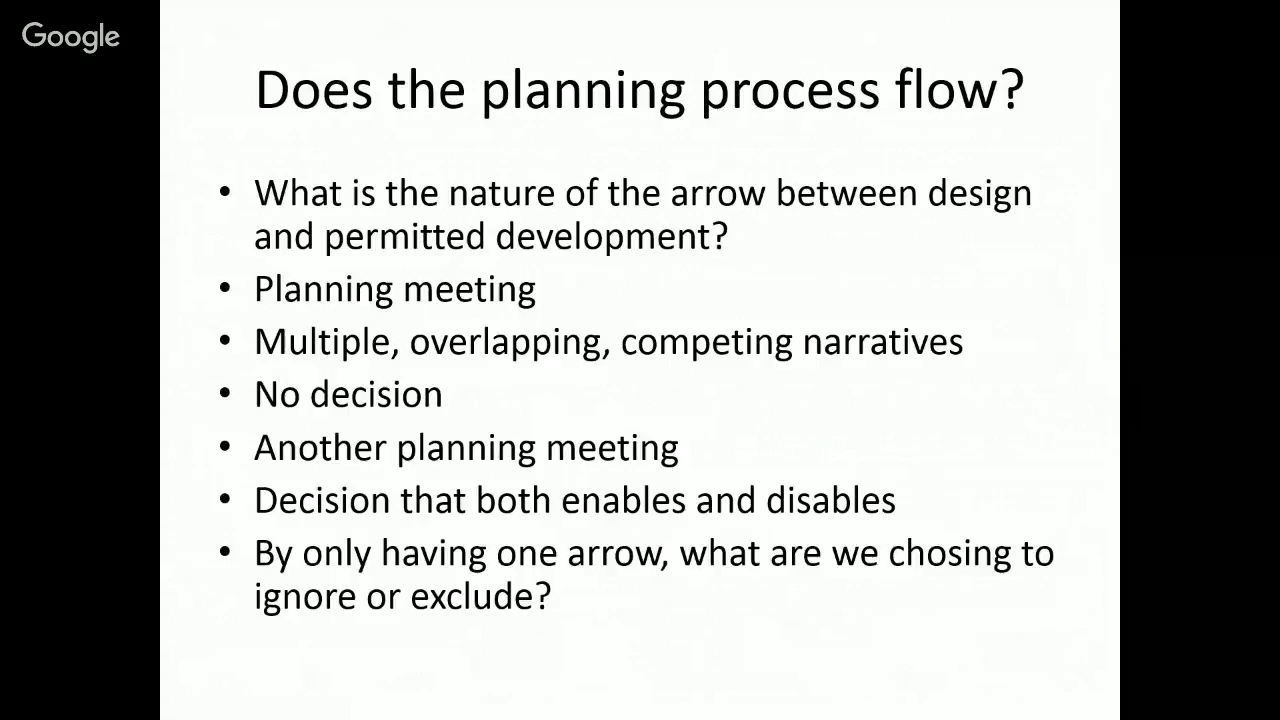 Google
Does the planning process flow?
• What is the nature of the arrow between design
and permitted development?
• Planning meeting
• Multiple, overlapping, competing narratives
• No decision
• Another planning meeting
• Decision that both enables and disables
• By only having one arrow, what are we chosing to
ignore or exclude?